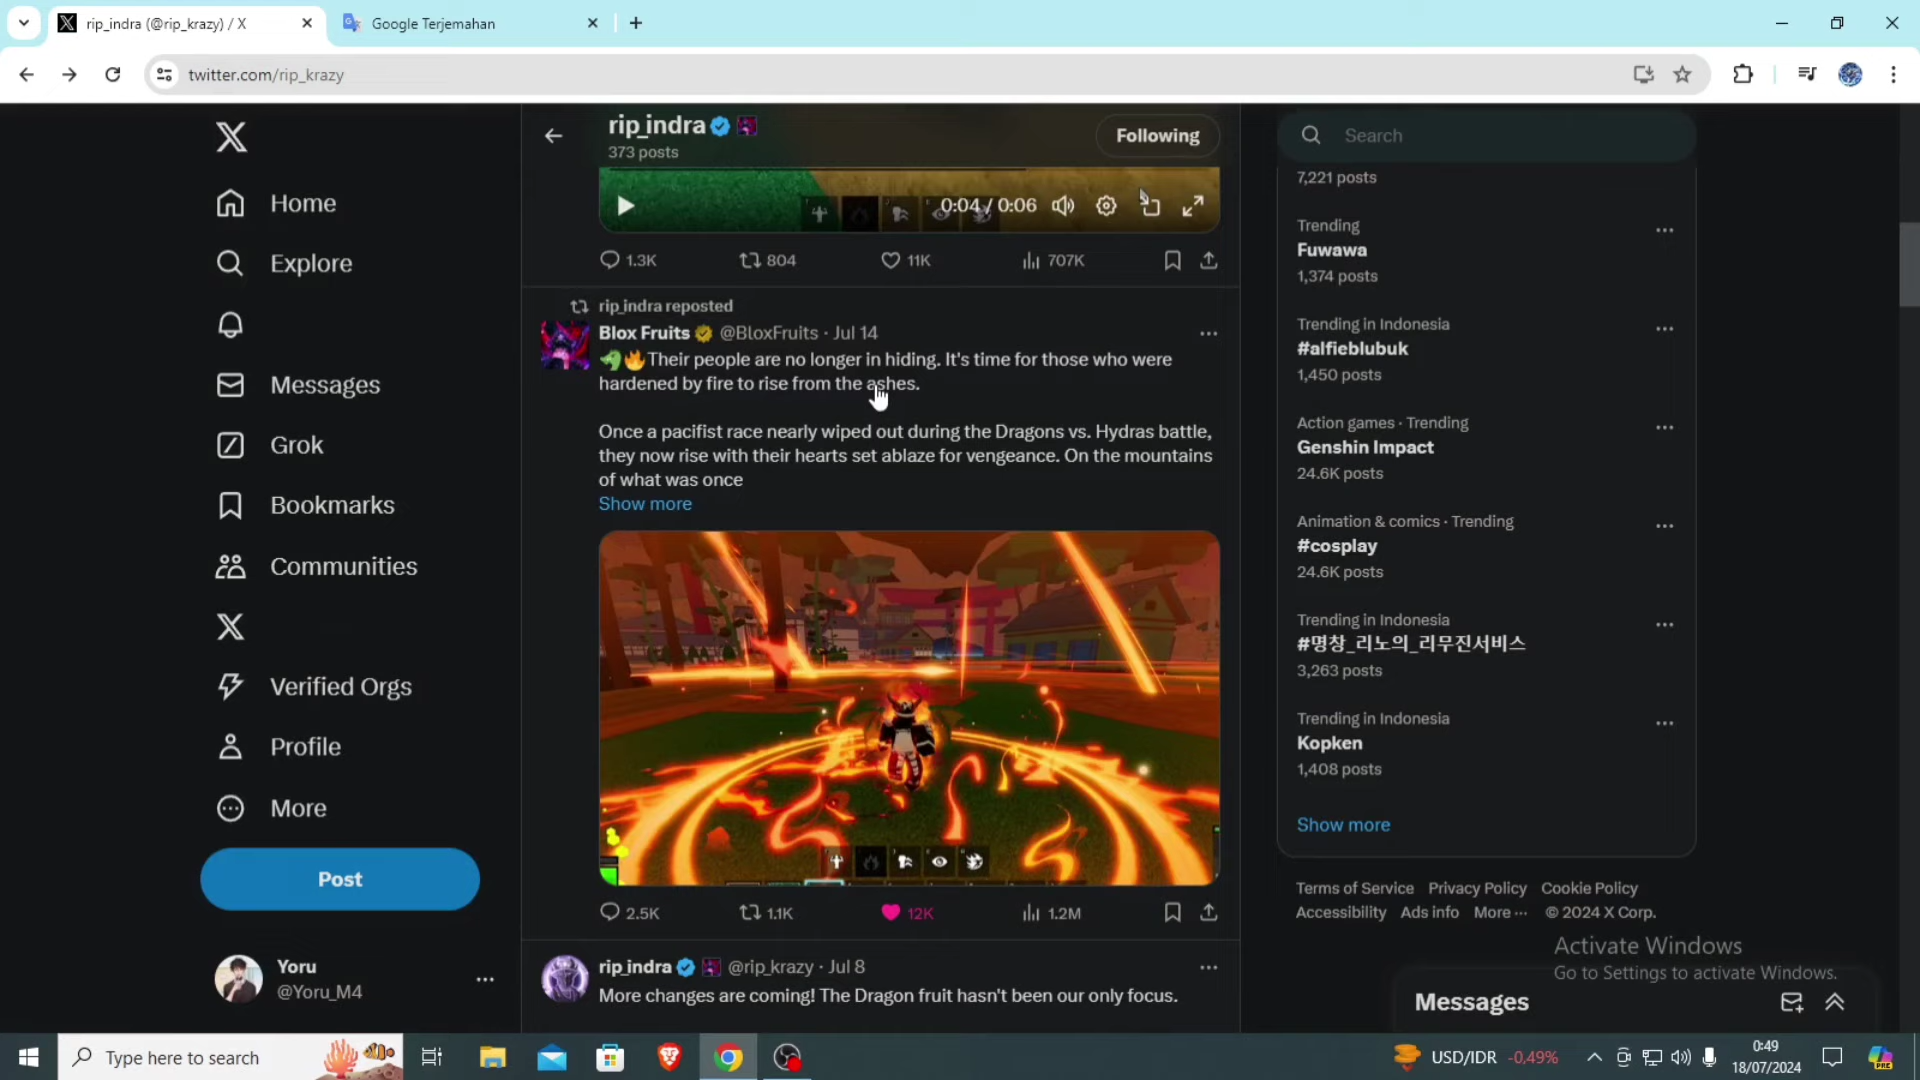 rip_indra (@rip_krazy) / X
Google Terjemahan
twitter.com/rip_krazy
Home
Explore
Messages
Grok
Bookmarks
Communities
Verified Orgs
Profile
More
Post
Yoru
@Yoru_M4
rip_indra
373 posts
Following
0:04 / 0:06
1.3K 804 11K 707K
rip_indra reposted
Blox Fruits @BloxFruits · Jul 14
Their people are no longer in hiding. It's time for those who were
hardened by fire to rise from the ashes.
Once a pacifist race nearly wiped out during the Dragons vs. Hydras battle,
they now rise with their hearts set ablaze for vengeance. On the mountains
of what was once
Show more
2.5K 1.1K 12K 1.2M
rip_indra @rip_krazy · Jul 8
More changes are coming! The Dragon fruit hasn't been our only focus.
Search
7,221 posts
Trending
Fuwawa
1,374 posts
Trending in Indonesia
#alfieblubuk
1,450 posts
Action games · Trending
Genshin Impact
24.6K posts
Animation & comics · Trending
#cosplay
24.6K posts
Trending in Indonesia
#명창_리노의_리무진서비스
3,263 posts
Trending in Indonesia
Kopken
1,408 posts
Show more
Terms of Service Privacy Policy Cookie Policy
Accessibility Ads info More ··· © 2024 X Corp.
Activate Windows
Go to Settings to activate Windows.
Messages
Type here to search
USD/IDR -0,49%
0:49
18/07/2024
PRE